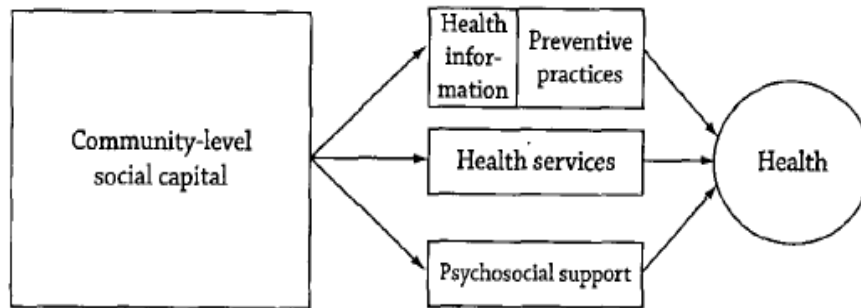 Community-level
social capital
Health
infor-
mation
Preventive
practices
Health services
Psychosocial support
Health